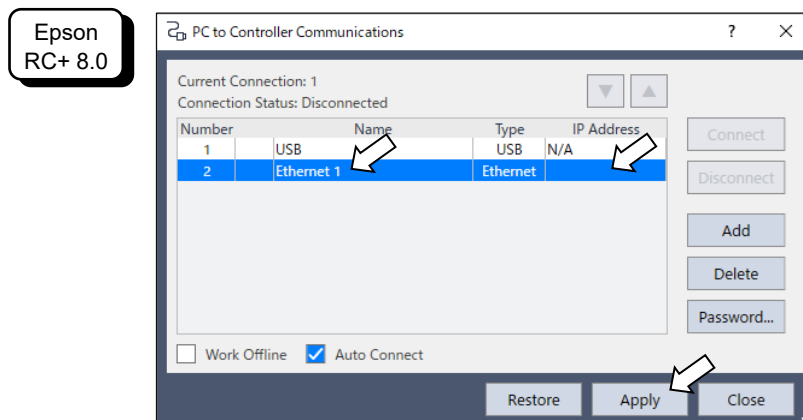 Epson
RC+ 8.0
PC to Controller Communications
?
Current Connection: 1
Connection Status: Disconnected
Number Name Type IP Address
1 USB USB N/A
2 Ethernet 1 Ethernet
Connect
Disconnect
Add
Delete
Password...
Work Offline Auto Connect
Restore Apply Close